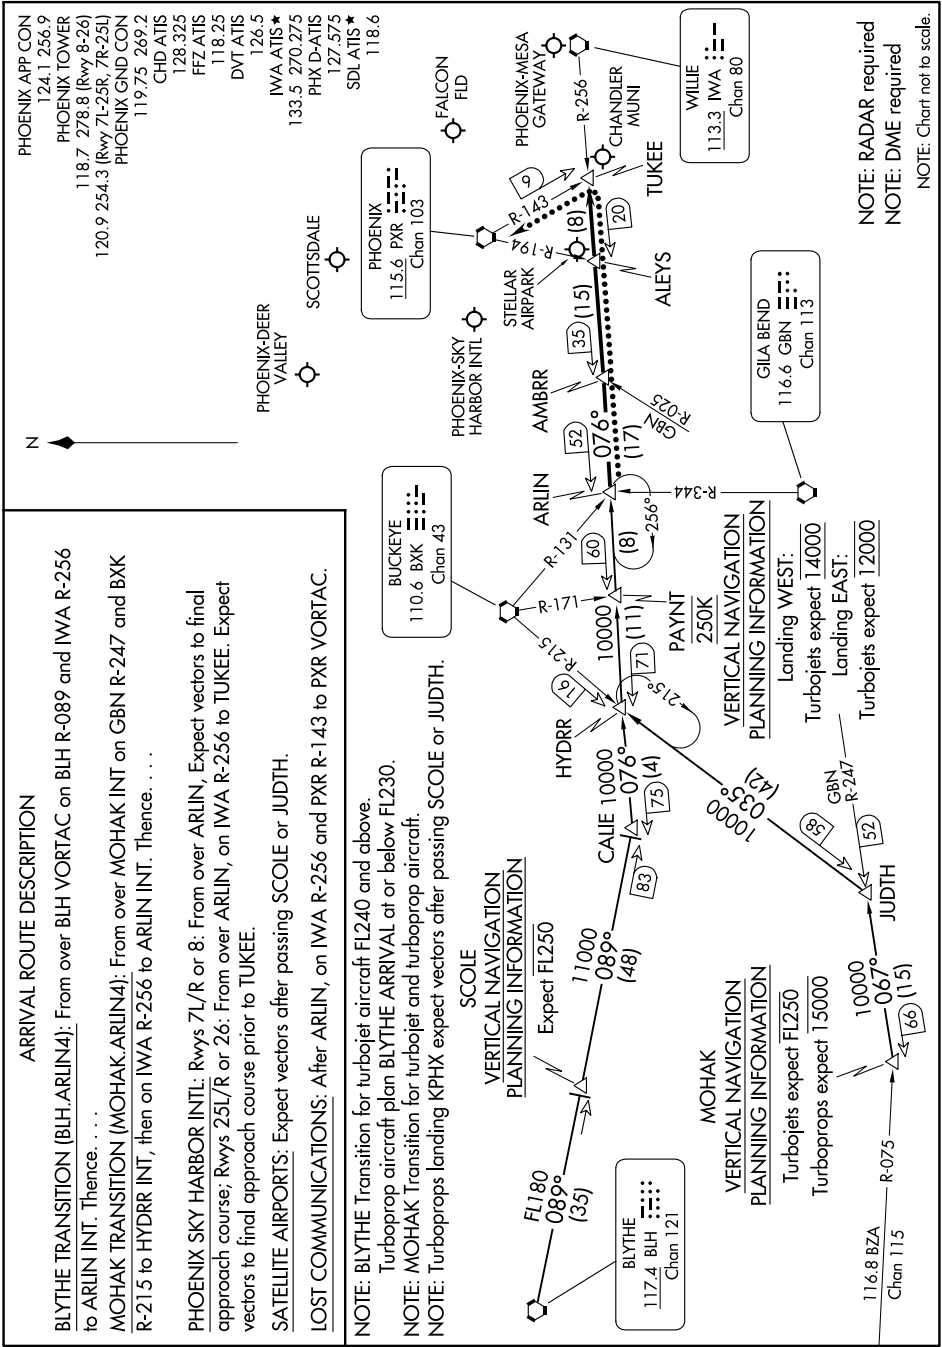 ARRIVAL ROUTE DESCRIPTION
BLYTHE TRANSITION (BLH.ARLIN4): From over BLH VORTAC on BLH R-089 and IWA R-256
to ARLIN INT. Thence. . . .
MOHAK TRANSITION (MOHAK.ARLIN4): From over MOHAK INT on GBN R-247 and BXK
R-215 to HYDRR INT, then on IWA R-256 to ARLIN INT. Thence. . . .
PHOENIX SKY HARBOR INTL: Rwys 7L/R or 8: From over ARLIN, Expect vectors to final
approach course; Rwys 25L/R or 26: From over ARLIN, on IWA R-256 to TUKEE. Expect
vectors to final approach course prior to TUKEE.
SATELLITE AIRPORTS: Expect vectors after passing SCOLE or JUDTH.
LOST COMMUNICATIONS: After ARLIN, on IWA R-256 and PXR R-143 to PXR VORTAC.
NOTE: BLYTHE Transition for turbojet aircraft FL240 and above.
Turboprop aircraft plan BLYTHE ARRIVAL at or below FL230.
NOTE: MOHAK Transition for turbojet and turboprop aircraft.
NOTE: Turboprops landing KPHX expect vectors after passing SCOLE or JUDTH.
PHOENIX APP CON
124.1 256.9
PHOENIX TOWER
118.7 278.8 (Rwy 8-26)
120.9 254.3 (Rwy 7L-25R, 7R-25L)
PHOENIX GND CON
119.75 269.2
CHD ATIS
128.325
FFZ ATIS
118.25
DVT ATIS
126.5
IWA ATIS★
133.5 270.275
PHX D-ATIS
127.575
SDL ATIS★
118.6
N
PHOENIX-DEER
VALLEY
SCOTTSDALE
FALCON
FLD
PHOENIX-SKY
HARBOR INTL
STELLAR
AIRPARK
PHOENIX-MESA
GATEWAY
CHANDLER
MUNI
PHOENIX
115.6 PXR
Chan 103
WILLIE
113.3 IWA
Chan 80
BUCKEYE
110.6 BXK
Chan 43
GILA BEND
116.6 GBN
Chan 113
BLYTHE
117.4 BLH
Chan 121
116.8 BZA
Chan 115
R-075
FL180
089°
(35)
SCOLE
VERTICAL NAVIGATION
PLANNING INFORMATION
Expect FL250
11000
089°
(48)
83
CALIE
75
10000
076°
(4)
HYDRR
16
R-215
215°
71
10000
(11)
R-171
PAYNT
250K
60
(8)
R-131
256°
ARLIN
R-344
52
076°
(17)
AMBRR
GBN
R-025
35
(15)
ALEYS
R-194
20
(8)
TUKEE
R-143
9
R-256
VERTICAL NAVIGATION
PLANNING INFORMATION
Landing WEST:
Turbojets expect 14000
Landing EAST:
Turbojets expect 12000
MOHAK
VERTICAL NAVIGATION
PLANNING INFORMATION
Turbojets expect FL250
Turboprops expect 15000
66
10000
067°
(15)
JUDTH
52
GBN
R-247
58
10000
035°
(42)
NOTE: RADAR required
NOTE: DME required
NOTE: Chart not to scale.